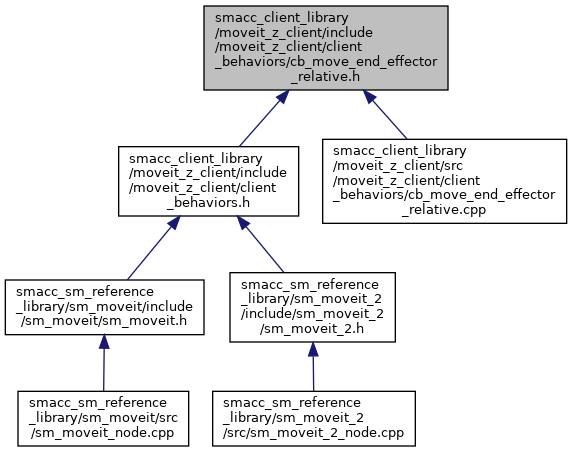 smacc_client_library
/moveit_z_client/include
/moveit_z_client/client
_behaviors/cb_move_end_effector
_relative.h
smacc_client_library
/moveit_z_client/include
/moveit_z_client/client
_behaviors.h
smacc_client_library
/moveit_z_client/src
/moveit_z_client/client
_behaviors/cb_move_end_effector
_relative.cpp
smacc_sm_reference
_library/sm_moveit/include
/sm_moveit/sm_moveit.h
smacc_sm_reference
_library/sm_moveit_2
/include/sm_moveit_2
/sm_moveit_2.h
smacc_sm_reference
_library/sm_moveit/src
/sm_moveit_node.cpp
smacc_sm_reference
_library/sm_moveit_2
/src/sm_moveit_2_node.cpp